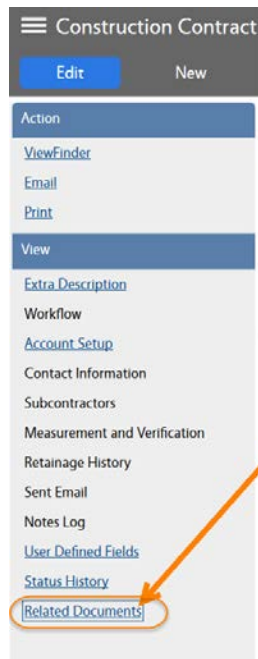 Construction Contract
Edit New
Action
ViewFinder
Email
Print
View
Extra Description
Workflow
Account Setup
Contact Information
Subcontractors
Measurement and Verification
Retainage History
Sent Email
Notes Log
User Defined Fields
Status History
Related Documents